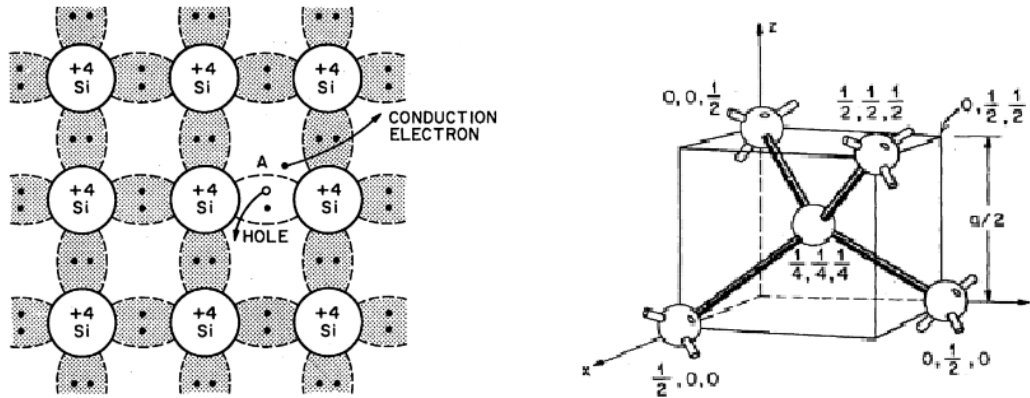 +4 Si
+4 Si
+4 Si
CONDUCTION
ELECTRON
A
+4 Si
+4 Si
+4 Si
HOLE
+4 Si
+4 Si
+4 Si
z
0,0,1/2
1/2,1/2,1/2
0,1/2,1/2
a/2
1/4,1/4,1/4
x
1/2,0,0
0,1/2,0